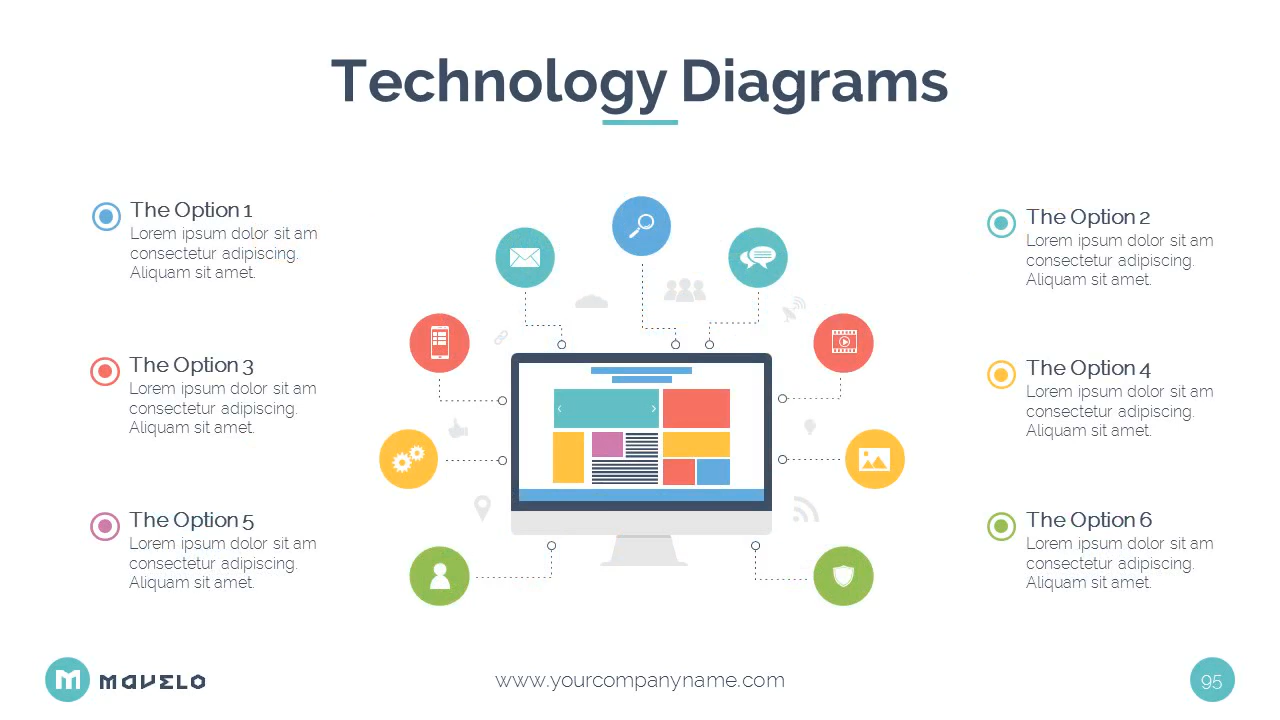 Technology Diagrams
The Option 1
Lorem ipsum dolor sit am
consectetur adipiscing.
Aliquam sit amet.
The Option 2
Lorem ipsum dolor sit am
consectetur adipiscing.
Aliquam sit amet.
The Option 3
Lorem ipsum dolor sit am
consectetur adipiscing.
Aliquam sit amet.
The Option 4
Lorem ipsum dolor sit am
consectetur adipiscing.
Aliquam sit amet.
The Option 5
Lorem ipsum dolor sit am
consectetur adipiscing.
Aliquam sit amet.
The Option 6
Lorem ipsum dolor sit am
consectetur adipiscing.
Aliquam sit amet.
M MAVELO
www.yourcompanyname.com
95